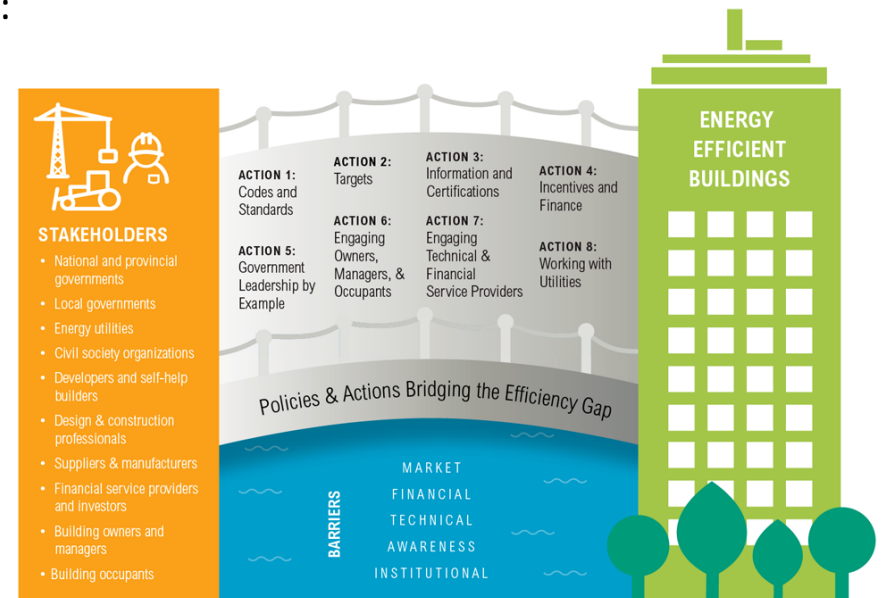 :
STAKEHOLDERS
• National and provincial
governments
• Local governments
• Energy utilities
• Civil society organizations
• Developers and self-help
builders
• Design & construction
professionals
• Suppliers & manufacturers
• Financial service providers
and investors
• Building owners and
managers
• Building occupants
ACTION 1:
Codes and
Standards
ACTION 2:
Targets
ACTION 3:
Information and
Certifications
ACTION 4:
Incentives and
Finance
ACTION 5:
Government
Leadership by
Example
ACTION 6:
Engaging
Owners,
Managers, &
Occupants
ACTION 7:
Engaging
Technical &
Financial
Service Providers
ACTION 8:
Working with
Utilities
Policies & Actions Bridging the Efficiency Gap
BARRIERS
MARKET
FINANCIAL
TECHNICAL
AWARENESS
INSTITUTIONAL
ENERGY
EFFICIENT
BUILDINGS